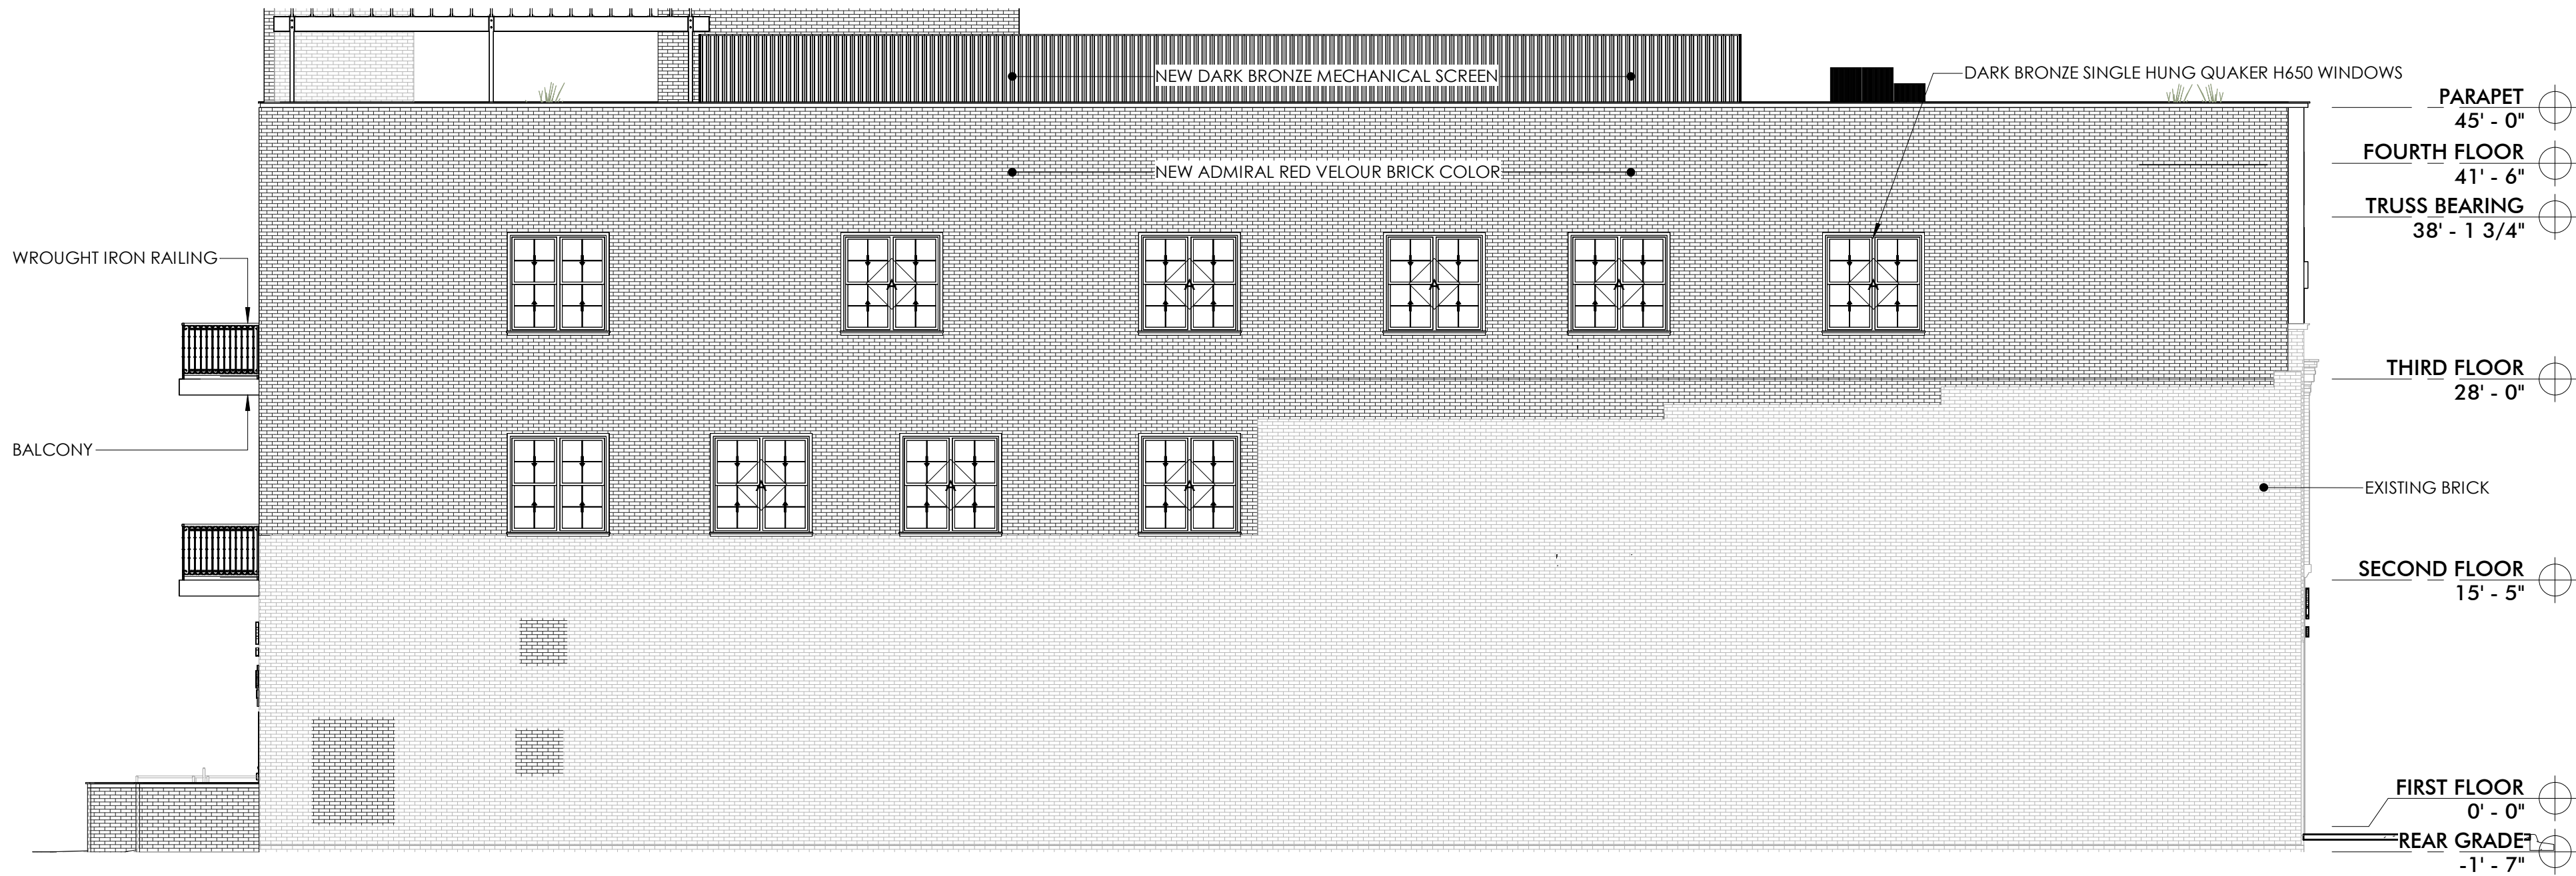 NEW DARK BRONZE MECHANICAL SCREEN
DARK BRONZE SINGLE HUNG QUAKER H650 WINDOWS
PARAPET
45' - 0"
FOURTH FLOOR
41' - 6"
NEW ADMIRAL RED VELOUR BRICK COLOR
TRUSS BEARING
38' - 1 3/4"
WROUGHT IRON RAILING
A
A
A
A
A
THIRD FLOOR
28' - 0"
BALCONY
A
A
A
EXISTING BRICK
SECOND FLOOR
15' - 5"
FIRST FLOOR
0' - 0"
REAR GRADE
-1' - 7"